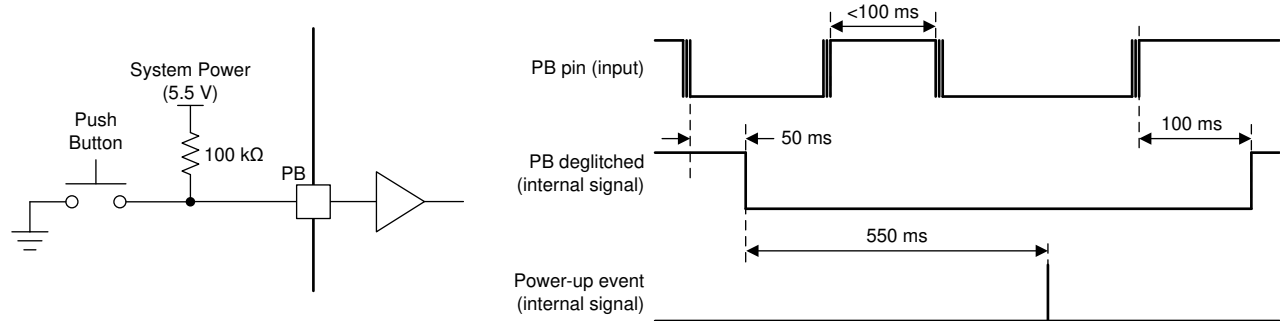 System Power
(5.5 V)
Push
Button
100 kΩ
PB
<100 ms
PB pin (input)
50 ms
100 ms
PB deglitched
(internal signal)
550 ms
Power-up event
(internal signal)